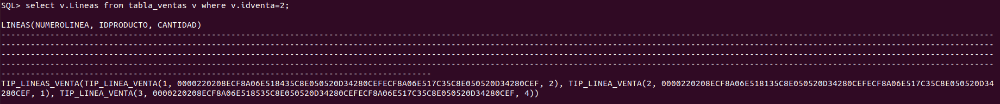 SQL> select v.Lineas from tabla_ventas v where v.idventa=2;
LINEAS(NUMEROLINEA, IDPRODUCTO, CANTIDAD)
TIP_LINEAS_VENTA(TIP_LINEA_VENTA(1, 0000220208ECF8A06E518435C8E050520D34280CEFECF8A06E517C35C8E050520D34280CEF, 2), TIP_LINEA_VENTA(2, 0000220208ECF8A06E518135C8E050520D34280CEFECF8A06E517C35C8E050520D34
280CEF, 1), TIP_LINEA_VENTA(3, 0000220208ECF8A06E518535C8E050520D34280CEFECF8A06E517C35C8E050520D34280CEF, 4))